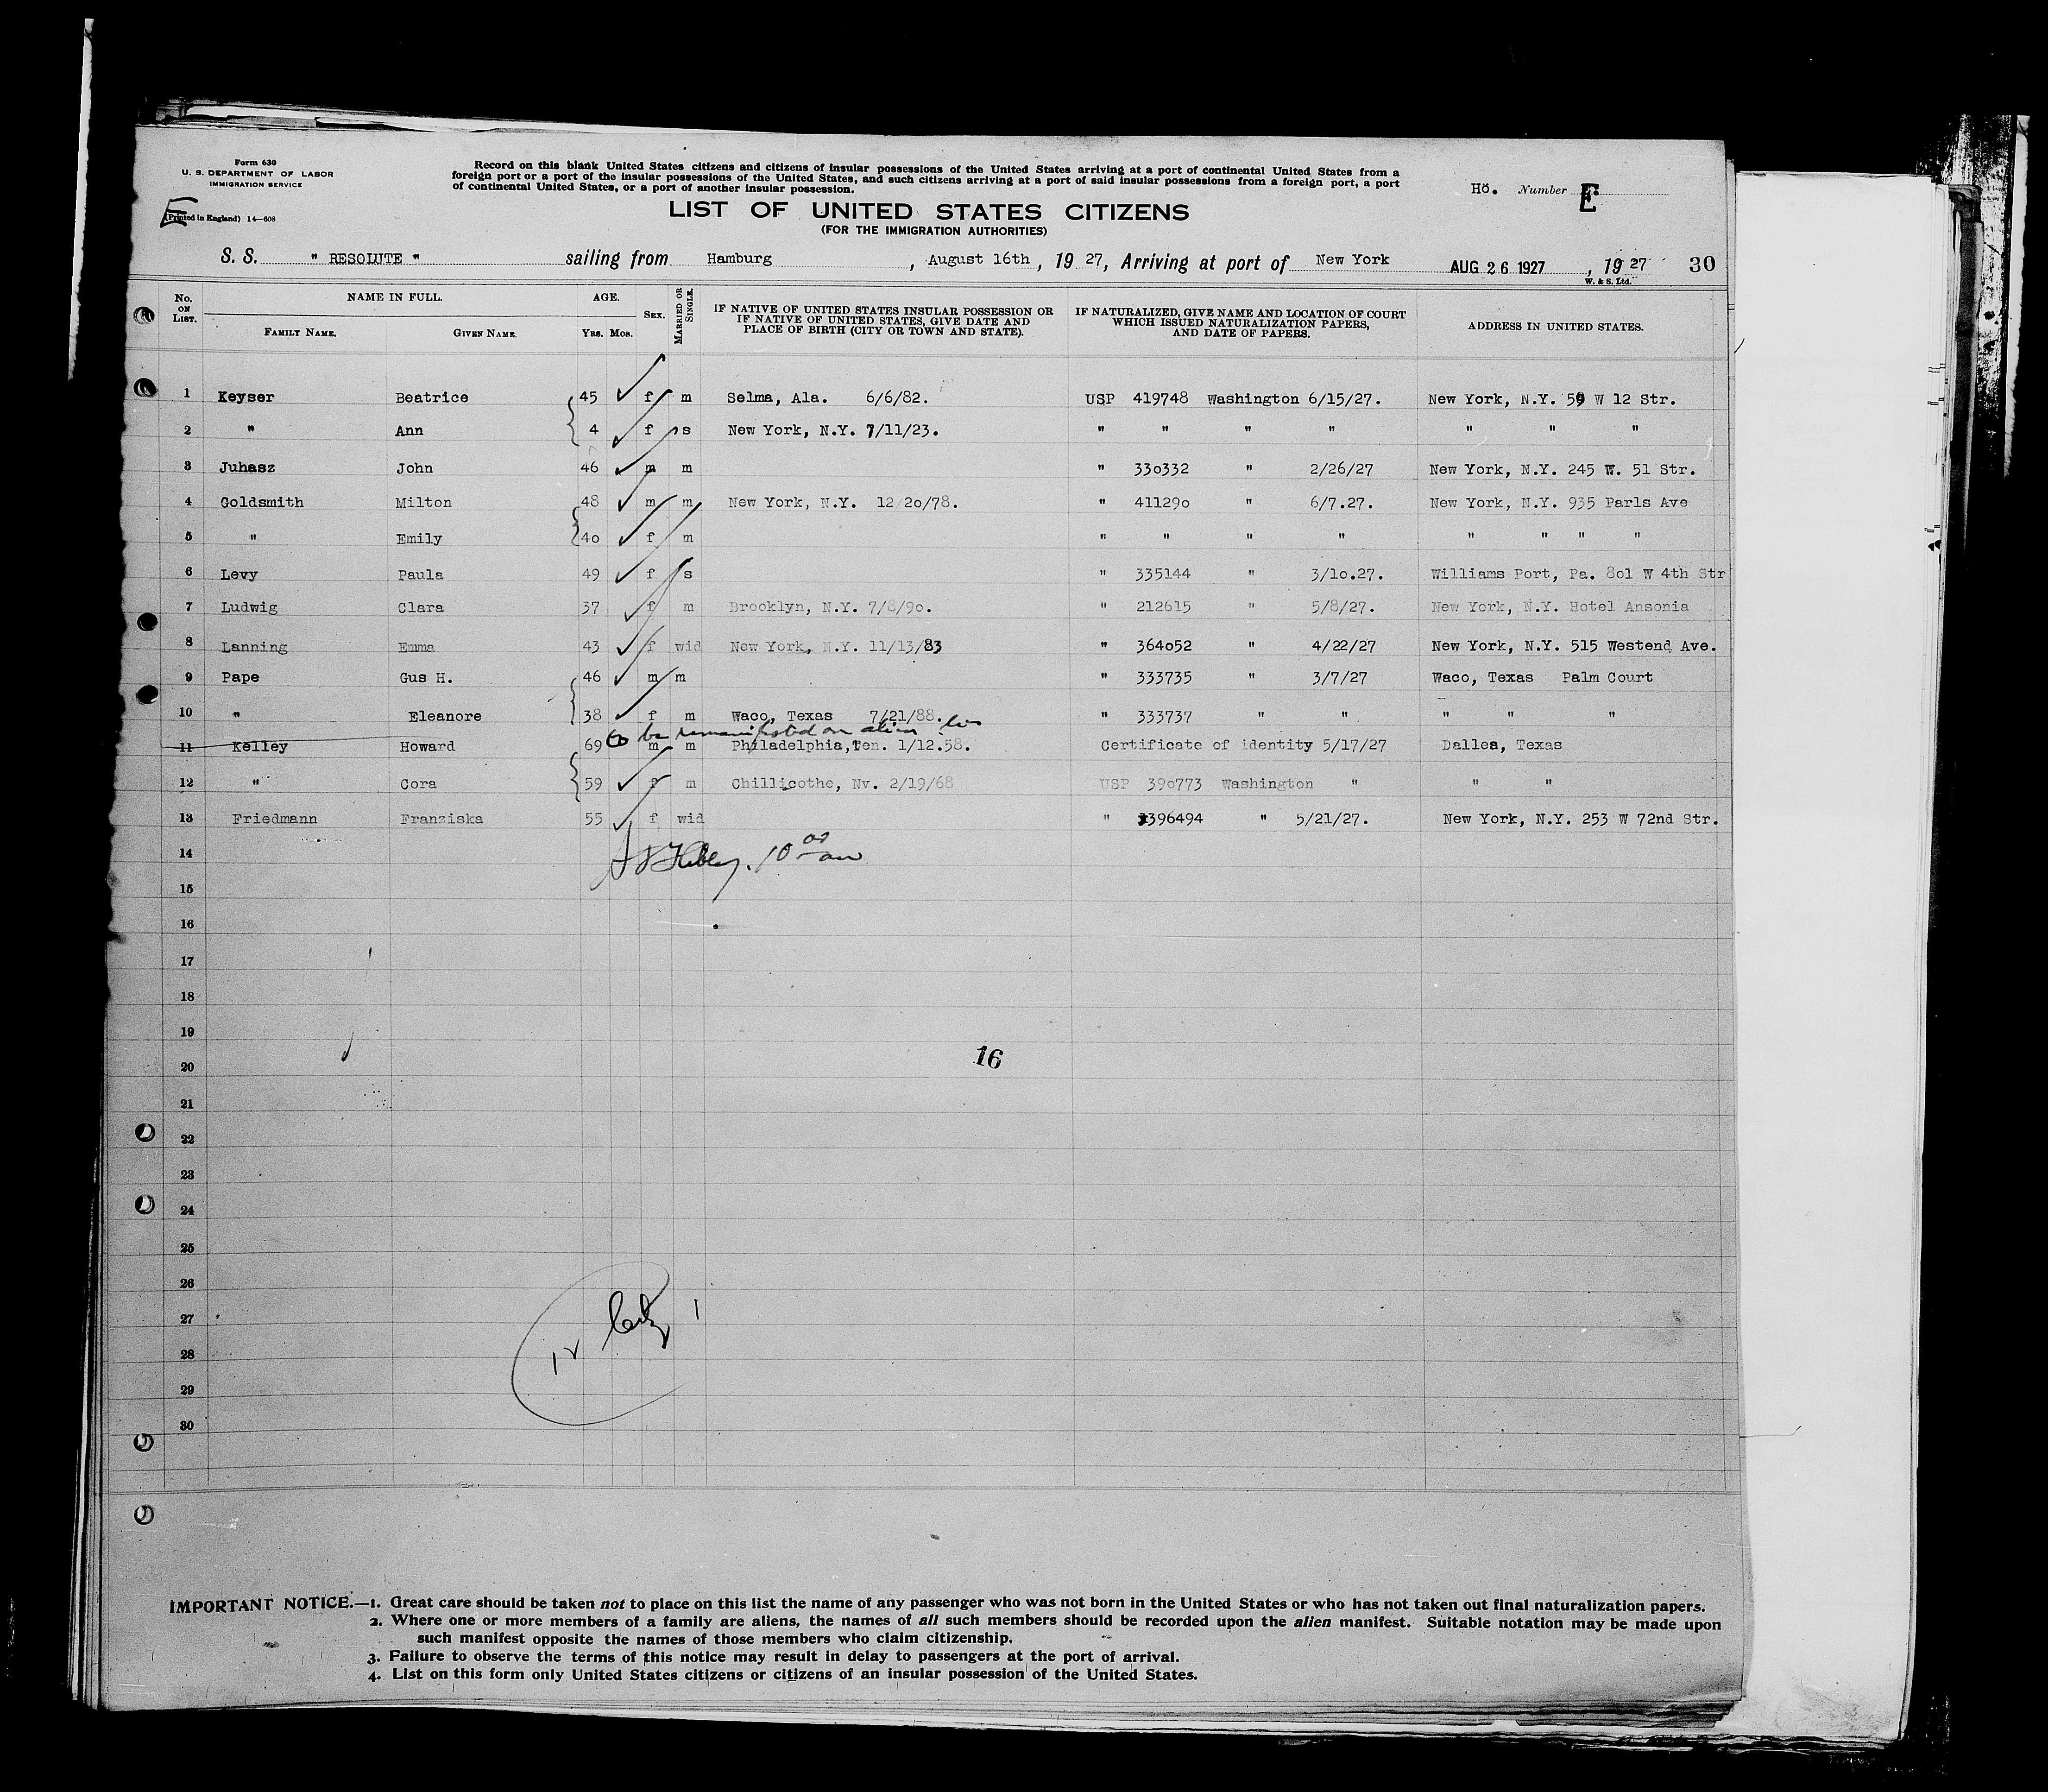 Form 630
U. S. DEPARTMENT OF LABOR
IMMIGRATION SERVICE
E
(Printed in England) 14—608
Record on this blank United States citizens and citizens of insular possessions of the United States arriving at a port of continental United States from a
foreign port or a port of the insular possessions of the United States, and such citizens arriving at a port of said insular possessions from a foreign port, a port
of continental United States, or a port of another insular possession.
Hö. Number E
LIST OF UNITED STATES CITIZENS
(FOR THE IMMIGRATION AUTHORITIES)
S. S. " RESOLUTE " sailing from Hamburg, August 16th, 19 27, Arriving at port of New York AUG 26 1927, 19 27 30
W. & S. Ltd.
No. ON LIST. NAME IN FULL. AGE. SEX. MARRIED OR SINGLE. IF NATIVE OF UNITED STATES INSULAR POSSESSION OR IF NATIVE OF UNITED STATES, GIVE DATE AND PLACE OF BIRTH (CITY OR TOWN AND STATE). IF NATURALIZED, GIVE NAME AND LOCATION OF COURT WHICH ISSUED NATURALIZATION PAPERS, AND DATE OF PAPERS. ADDRESS IN UNITED STATES.
FAMILY NAME. GIVEN NAME. YRS. MOS.
1 Keyser Beatrice 45 f m Selma, Ala. 6/6/82. USP 419748 Washington 6/15/27. New York, N.Y. 59 W 12 Str.
2 " Ann 4 f s New York, N.Y. 7/11/23. " " " " " " "
3 Juhasz John 46 m m " 330332 " 2/26/27 New York, N.Y. 245 W. 51 Str.
4 Goldsmith Milton 48 m m New York, N.Y. 12/20/78. " 411290 " 6/7.27. New York, N.Y. 935 Parls Ave
5 " Emily 40 f m " " " " " " " "
6 Levy Paula 49 f s " 335144 " 3/10.27. Williams Port, Pa. 801 W 4th Str
7 Ludwig Clara 37 f m Brooklyn, N.Y. 7/8/90. " 212615 " 5/8/27. New York, N.Y. Hotel Ansonia
8 Lanning Emma 43 f wid New York, N.Y. 11/13/83 " 364052 " 4/22/27 New York, N.Y. 515 Westend Ave.
9 Pape Gus H. 46 m m " 333735 " 3/7/27 Waco, Texas Palm Court
10 " Eleanore 38 f m Waco, Texas 7/21/88. " 333737 " " " " "
to be remanifested on alien list
11 Kelley Howard 69 m m Philadelphia, Pen. 1/12.58. Certificate of identity 5/17/27 Dallea, Texas
12 " Cora 59 f m Chillicothe, Nv. 2/19/68 USP 390773 Washington " " "
13 Friedmann Franziska 55 f wid " 396494 " 5/21/27. New York, N.Y. 253 W 72nd Str.
14 10 00 am
15
16
17
18
19
20
16
21
22
23
24
25
26
27
28
12
29
30
IMPORTANT NOTICE.—1. Great care should be taken not to place on this list the name of any passenger who was not born in the United States or who has not taken out final naturalization papers.
2. Where one or more members of a family are aliens, the names of all such members should be recorded upon the alien manifest. Suitable notation may be made upon
such manifest opposite the names of those members who claim citizenship.
3. Failure to observe the terms of this notice may result in delay to passengers at the port of arrival.
4. List on this form only United States citizens or citizens of an insular possession of the United States.